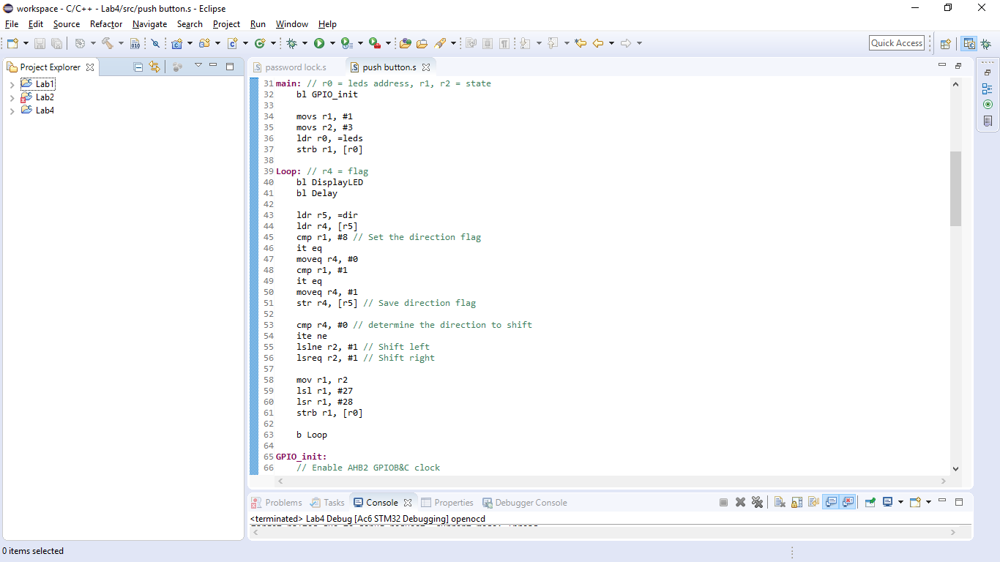 workspace - C/C++ - Lab4/src/push button.s - Eclipse
File Edit Source Refactor Navigate Search Project Run Window Help
Quick Access
Project Explorer
Lab1
Lab2
Lab4
password lock.s
push button.s
31 main: // r0 = leds address, r1, r2 = state
32 bl GPIO_init
33
34 movs r1, #1
35 movs r2, #3
36 ldr r0, =leds
37 strb r1, [r0]
38
39 Loop: // r4 = flag
40 bl DisplayLED
41 bl Delay
42
43 ldr r5, =dir
44 ldr r4, [r5]
45 cmp r1, #8 // Set the direction flag
46 it eq
47 moveq r4, #0
48 cmp r1, #1
49 it eq
50 moveq r4, #1
51 str r4, [r5] // Save direction flag
52
53 cmp r4, #0 // determine the direction to shift
54 ite ne
55 lslne r2, #1 // Shift left
56 lsreq r2, #1 // Shift right
57
58 mov r1, r2
59 lsl r1, #27
60 lsr r1, #28
61 strb r1, [r0]
62
63 b Loop
64
65 GPIO_init:
66 // Enable AHB2 GPIOB&C clock
Problems Tasks Console Properties Debugger Console
<terminated> Lab4 Debug [Ac6 STM32 Debugging] openocd
0 items selected